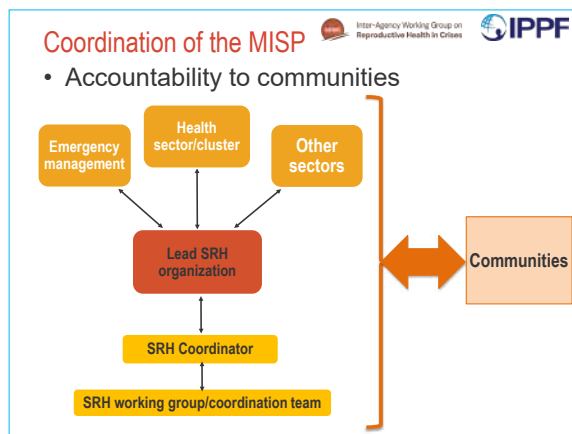 Coordination of the MISP
Inter-Agency Working Group on
Reproductive Health in Crises
IPPF
• Accountability to communities
Emergency
management
Health
sector/cluster
Other
sectors
Lead SRH
organization
Communities
SRH Coordinator
SRH working group/coordination team